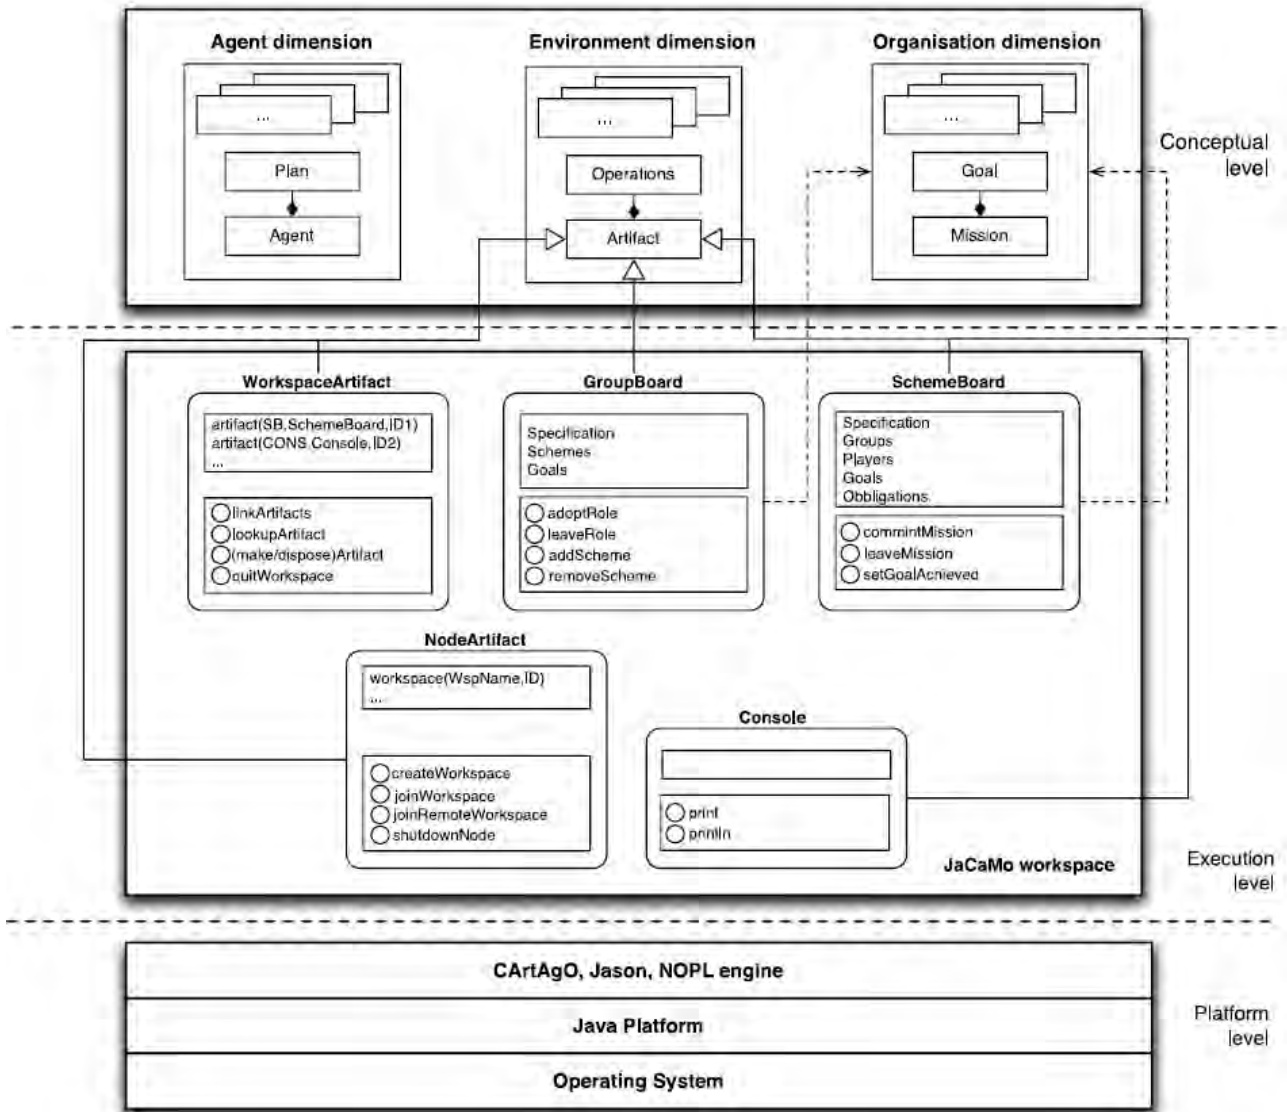 Agent dimension
Environment dimension
Organisation dimension
...
...
...
Plan
Operations
Goal
Agent
Artifact
Mission
Conceptual
level
WorkspaceArtifact
artifact(SB,SchemeBoard,ID1)
artifact(CONS,Console,ID2)
...
linkArtifacts
lookupArtifact
(make/dispose)Artifact
quitWorkspace
GroupBoard
Specification
Schemes
Goals
adoptRole
leaveRole
addScheme
removeScheme
SchemeBoard
Specification
Groups
Players
Goals
Obbligations
commintMission
leaveMission
setGoalAchieved
NodeArtifact
workspace(WspName,ID)
...
createWorkspace
joinWorkspace
joinRemoteWorkspace
shutdownNode
Console
print
println
JaCaMo workspace
Execution
level
CArtAgO, Jason, NOPL engine
Java Platform
Operating System
Platform
level